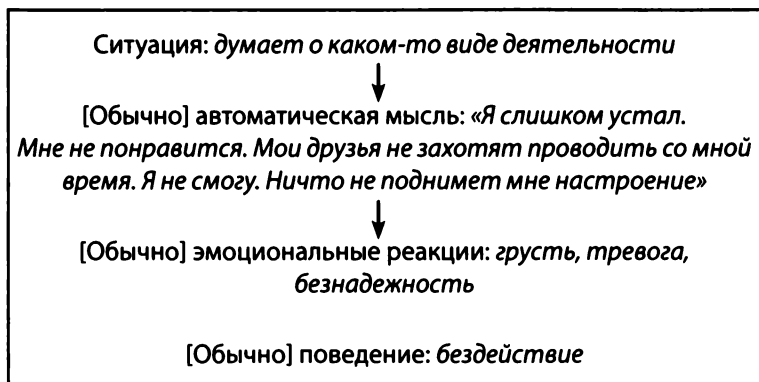 Ситуация: думает о каком-то виде деятельности
[Обычно] автоматическая мысль: «Я слишком устал.
Мне не понравится. Мои друзья не захотят проводить со мной
время. Я не смогу. Ничто не поднимет мне настроение»
[Обычно] эмоциональные реакции: грусть, тревога,
безнадежность
[Обычно] поведение: бездействие